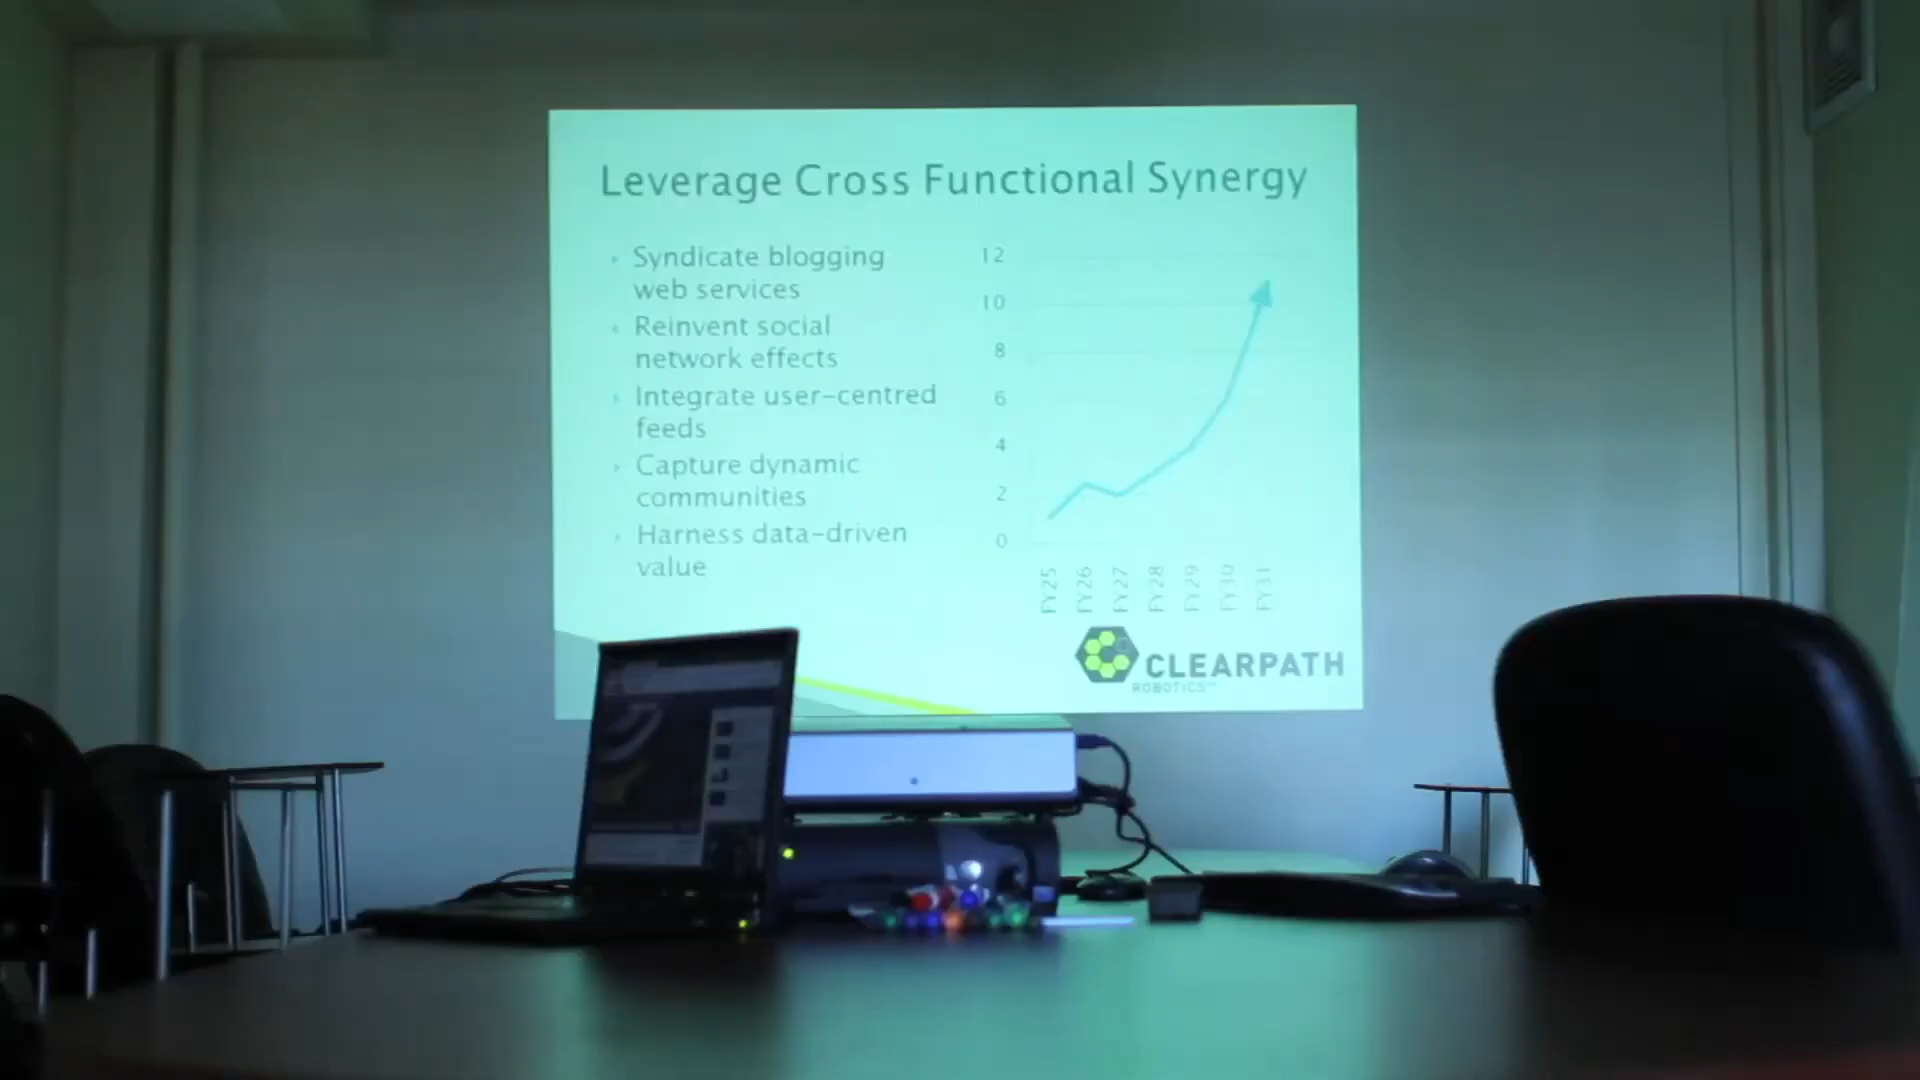 Leverage Cross Functional Synergy
Syndicate blogging
web services
Reinvent social
network effects
Integrate user-centred
feeds
Capture dynamic
communities
Harness data-driven
value
12
10
8
6
4
2
0
FY25
FY26
FY27
FY28
FY29
FY30
FY31
CLEARPATH
ROBOTICS™